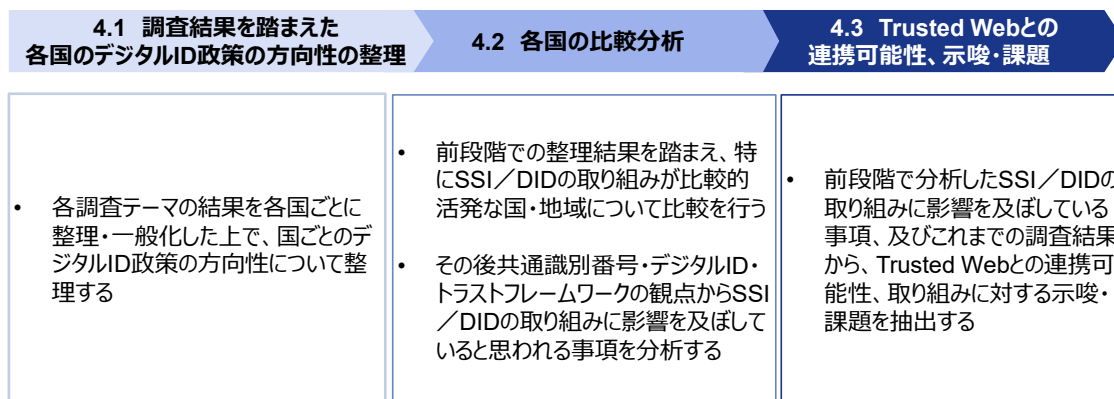 4.1 調査結果を踏まえた
各国のデジタルID政策の方向性の整理
4.2 各国の比較分析
4.3 Trusted Webとの
連携可能性、示唆・課題
• 各調査テーマの結果を各国ごとに
整理・一般化した上で、国ごとのデ
ジタルID政策の方向性について整
理する
• 前段階での整理結果を踏まえ、特
にSSI／DIDの取り組みが比較的
活発な国・地域について比較を行う
• その後共通識別番号・デジタルID・
トラストフレームワークの観点からSSI
／DIDの取り組みに影響を及ぼして
いると思われる事項を分析する
• 前段階で分析したSSI／DIDの
取り組みに影響を及ぼしている
事項、及びこれまでの調査結果
から、Trusted Webとの連携可
能性、取り組みに対する示唆・
課題を抽出する